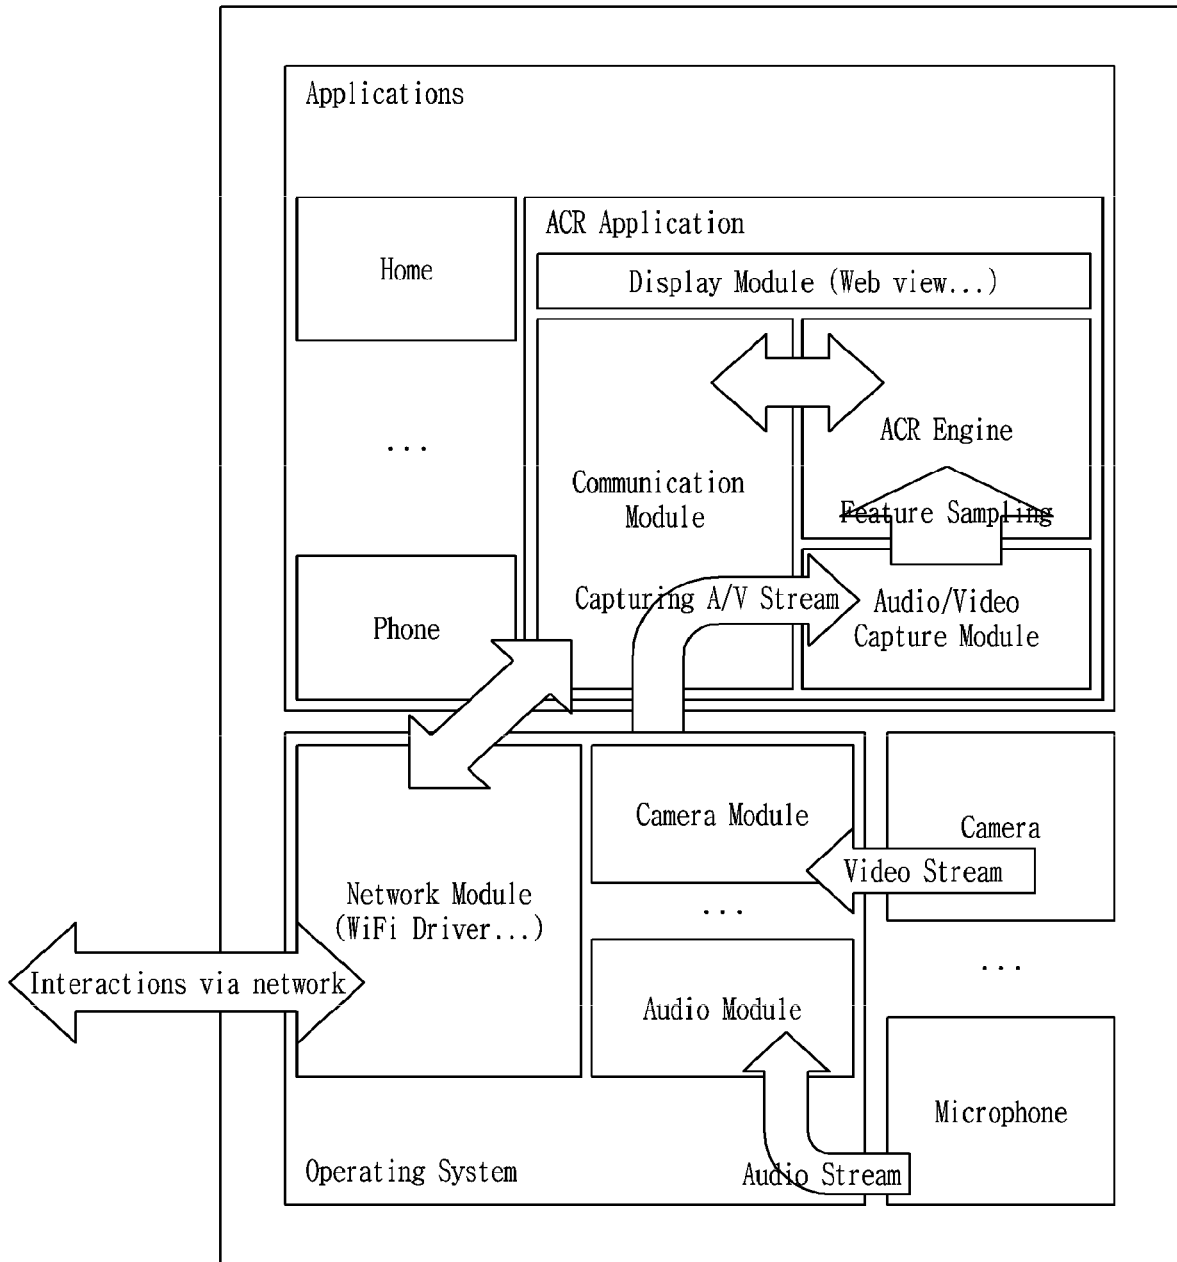 Applications
Home
...
Phone
ACR Application
Display Module (Web view...)
Communication
Module
ACR Engine
Feature Sampling
Capturing A/V Stream
Audio/Video
Capture Module
Network Module
(WiFi Driver...)
Interactions via network
Camera Module
...
Audio Module
Operating System
Camera
Video Stream
...
Microphone
Audio Stream